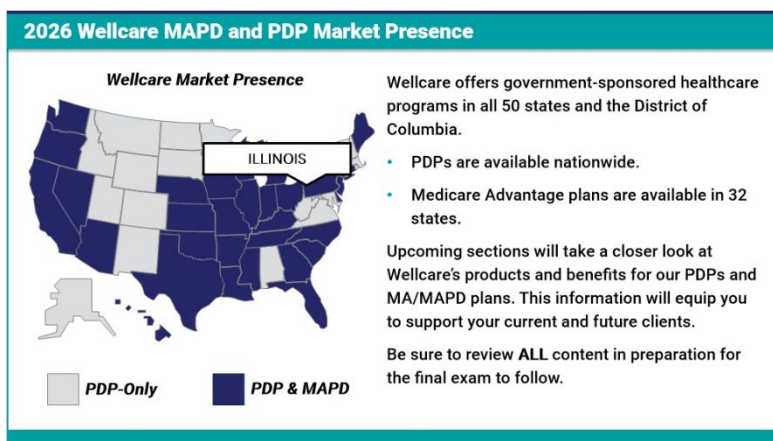 2026 Wellcare MAPD and PDP Market Presence
Wellcare Market Presence
ILLINOIS
PDP-Only
PDP & MAPD
Wellcare offers government-sponsored healthcare
programs in all 50 states and the District of
Columbia.
• PDPs are available nationwide.
• Medicare Advantage plans are available in 32
states.
Upcoming sections will take a closer look at
Wellcare's products and benefits for our PDPs and
MA/MAPD plans. This information will equip you
to support your current and future clients.
Be sure to review ALL content in preparation for
the final exam to follow.